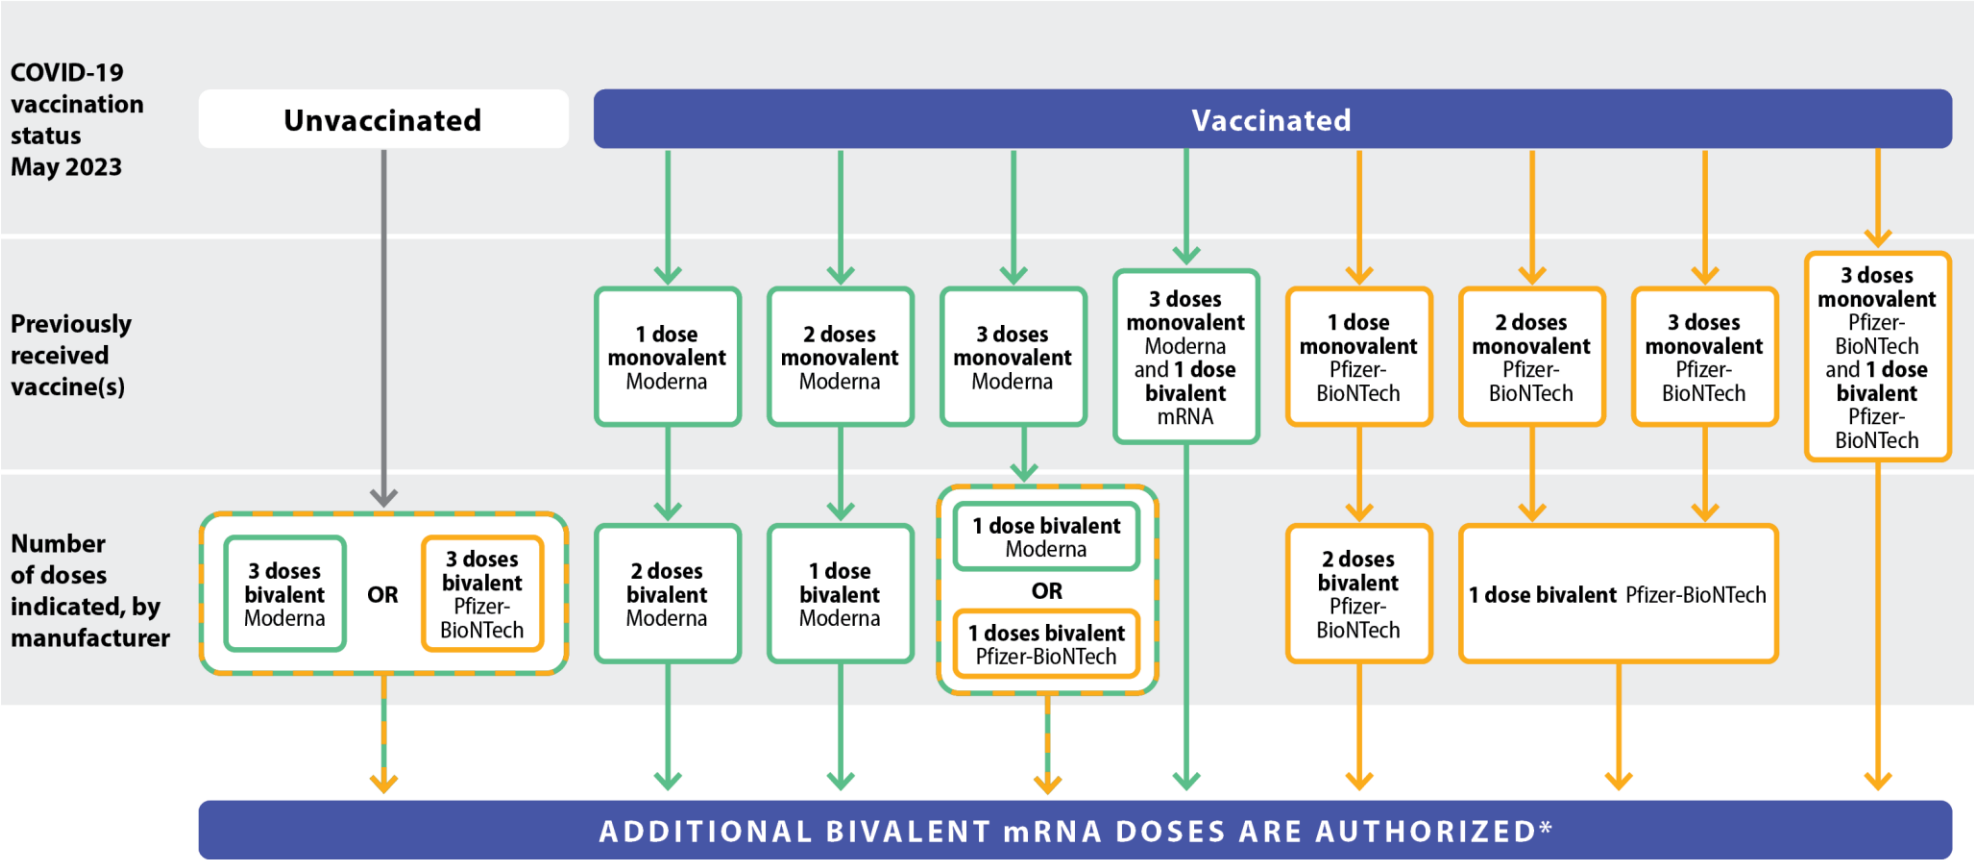 COVID-19
vaccination
status
May 2023
Unvaccinated
Vaccinated
Previously
received
vaccine(s)
1 dose
monovalent
Moderna
2 doses
monovalent
Moderna
3 doses
monovalent
Moderna
3 doses
monovalent
Moderna
and 1 dose
bivalent
mRNA
1 dose
monovalent
Pfizer-
BioNTech
2 doses
monovalent
Pfizer-
BioNTech
3 doses
monovalent
Pfizer-
BioNTech
3 doses
monovalent
Pfizer-
BioNTech
and 1 dose
bivalent
Pfizer-
BioNTech
Number
of doses
indicated, by
manufacturer
3 doses
bivalent
Moderna
OR
3 doses
bivalent
Pfizer-
BioNTech
2 doses
bivalent
Moderna
1 dose
bivalent
Moderna
1 dose bivalent
Moderna
OR
1 doses bivalent
Pfizer-BioNTech
2 doses
bivalent
Pfizer-
BioNTech
1 dose bivalent Pfizer-BioNTech
ADDITIONAL BIVALENT mRNA DOSES ARE AUTHORIZED*